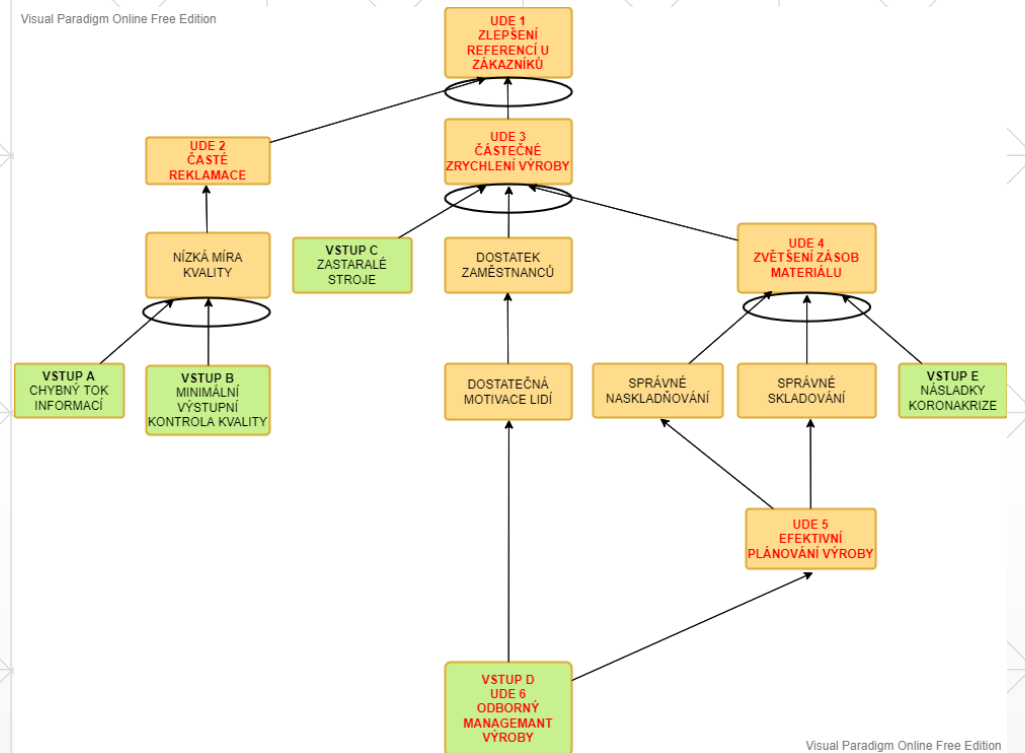 Visual Paradigm Online Free Edition
UDE 1
ZLEPŠENÍ
REFERENCÍ U
ZÁKAZNÍKŮ
UDE 2
ČASTÉ
REKLAMACE
UDE 3
ČÁSTEČNÉ
ZRYCHLENÍ VÝROBY
NÍZKÁ MÍRA
KVALITY
VSTUP C
ZASTARALÉ
STROJE
DOSTATEK
ZAMĚSTNANCŮ
UDE 4
ZVĚTŠENÍ ZÁSOB
MATERIÁLU
VSTUP A
CHYBNÝ TOK
INFORMACÍ
VSTUP B
MINIMÁLNÍ
VÝSTUPNÍ
KONTROLA KVALITY
DOSTATEČNÁ
MOTIVACE LIDÍ
SPRÁVNÉ
NASKLADŇOVÁNÍ
SPRÁVNÉ
SKLADOVÁNÍ
VSTUP E
NÁSLADKY
KORONAKRIZE
UDE 5
EFEKTIVNÍ
PLÁNOVÁNÍ VÝROBY
VSTUP D
UDE 6
ODBORNÝ
MANAGEMANT
VÝROBY
Visual Paradigm Online Free Edition